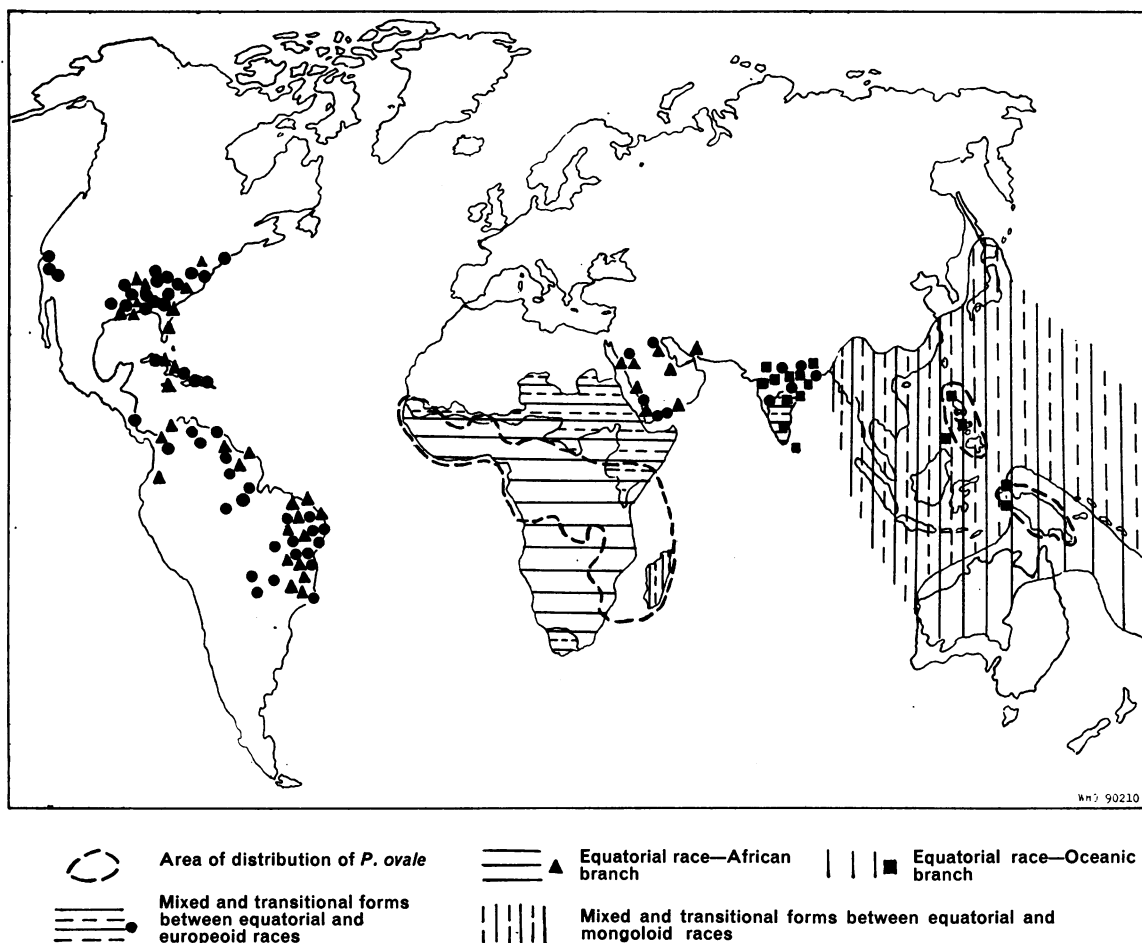 WHO 90210
Area of distribution of P. ovale
Equatorial race—African
branch
Equatorial race—Oceanic
branch
Mixed and transitional forms
between equatorial and
europeoid races
Mixed and transitional forms between equatorial and
mongoloid races